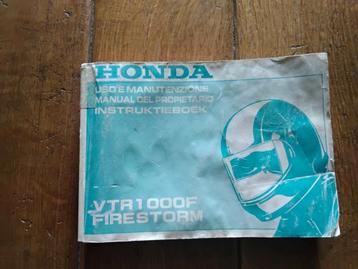 HONDA
USO E MANUTENZIONE
MANUAL DEL PROPIETARIO
INSTRUKTIEBOEK
VTR1000F
FIRESTORM